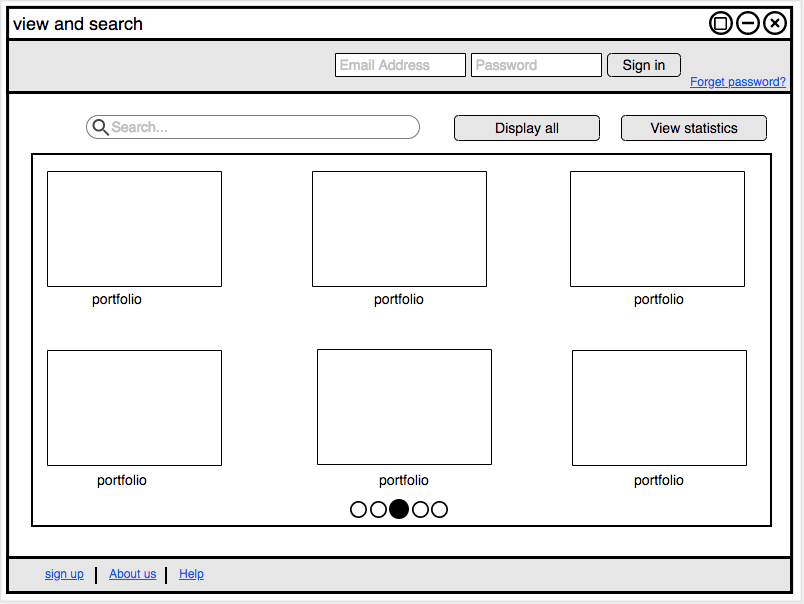 view and search
Email Address Password Sign in
Forget password?
Search... Display all View statistics
portfolio portfolio portfolio
portfolio portfolio portfolio
sign up About us Help